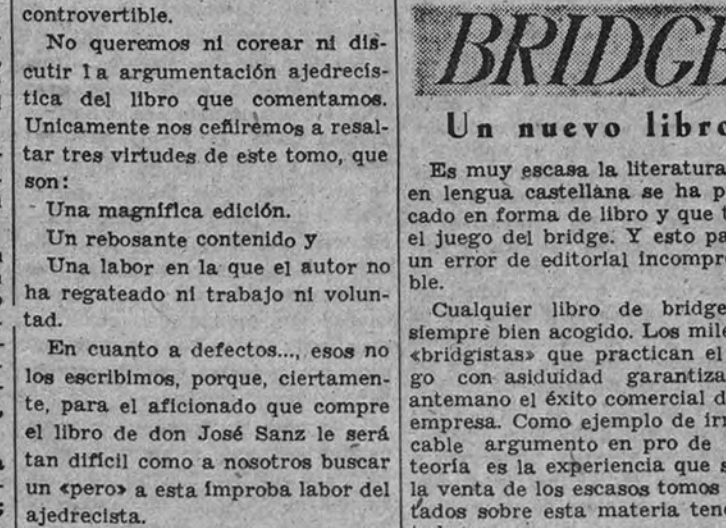 controvertible.
No queremos ni corear ni dis-
cutir la argumentación ajedrecís-
tica del libro que comentamos.
Unicamente nos ceñiremos a resal-
tar tres virtudes de este tomo, que
son:
Una magnífica edición.
Un rebosante contenido y
Una labor en la que el autor no
ha regateado ni trabajo ni volun-
tad.
En cuanto a defectos..., esos no
los escribimos, porque, ciertamen-
te, para el aficionado que compre
el libro de don José Sanz le será
tan difícil como a nosotros buscar
un «pero» a esta ímproba labor del
ajedrecista.
BRIDGE
Un nuevo libro
Es muy escasa la literatura
en lengua castellana se ha p
cado en forma de libro y que
el juego del bridge. Y esto pa
un error de editorial incompre
ble.
Cualquier libro de bridge
siempre bien acogido. Los mile
«bridgistas» que practican el
go con asiduidad garantiza
antemano el éxito comercial d
empresa. Como ejemplo de irr
cable argumento en pro de
teoría es la experiencia que s
la venta de los escasos tomos
tados sobre esta materia ten